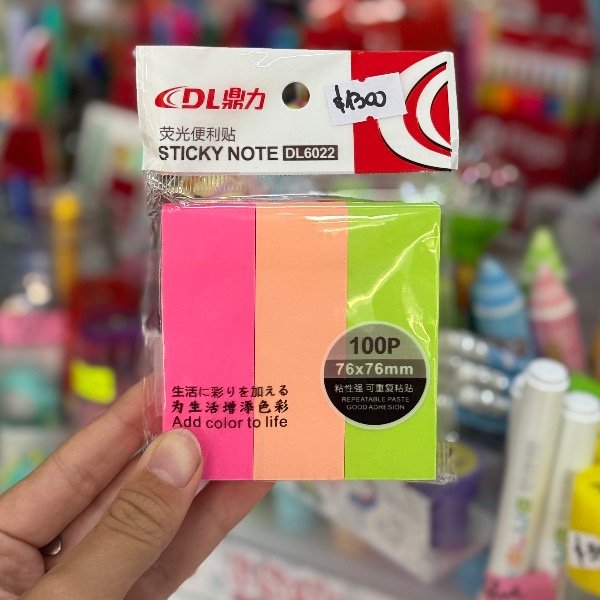 DL鼎力
$1300
荧光便利贴
STICKY NOTE DL6022
100P
76x76mm
粘性强 可重复粘贴
REPEATABLE PASTE
GOOD ADHESION
生活に彩りを加える
为生活增添色彩
Add color to life